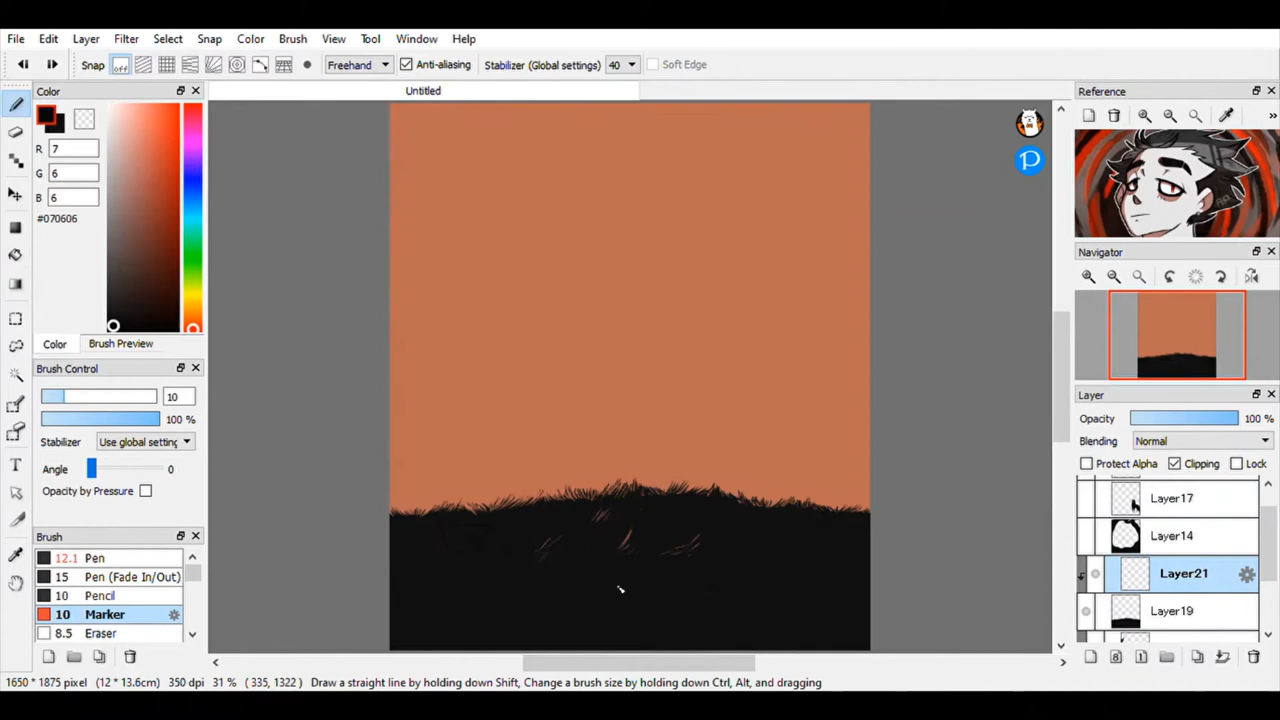 File Edit Layer Filter Select Snap Color Brush View Tool Window Help
Snap off Freehand Anti-aliasing Stabilizer (Global settings) 40 Soft Edge
Color
R 7
G 6
B 6
#070606
Color Brush Preview
Brush Control
10
100 %
Stabilizer Use global setting
Angle 0
Opacity by Pressure
Brush
12.1 Pen
15 Pen (Fade In/Out)
10 Pencil
10 Marker
8.5 Eraser
Untitled
P
Reference
»
Navigator
Layer
Opacity 100 %
Blending Normal
Protect Alpha Clipping Lock
Layer17
Layer14
Layer21
Layer19
8 1
1650 * 1875 pixel (12 * 13.6cm) 350 dpi 31 % ( 335, 1322 ) Draw a straight line by holding down Shift, Change a brush size by holding down Ctrl, Alt, and dragging